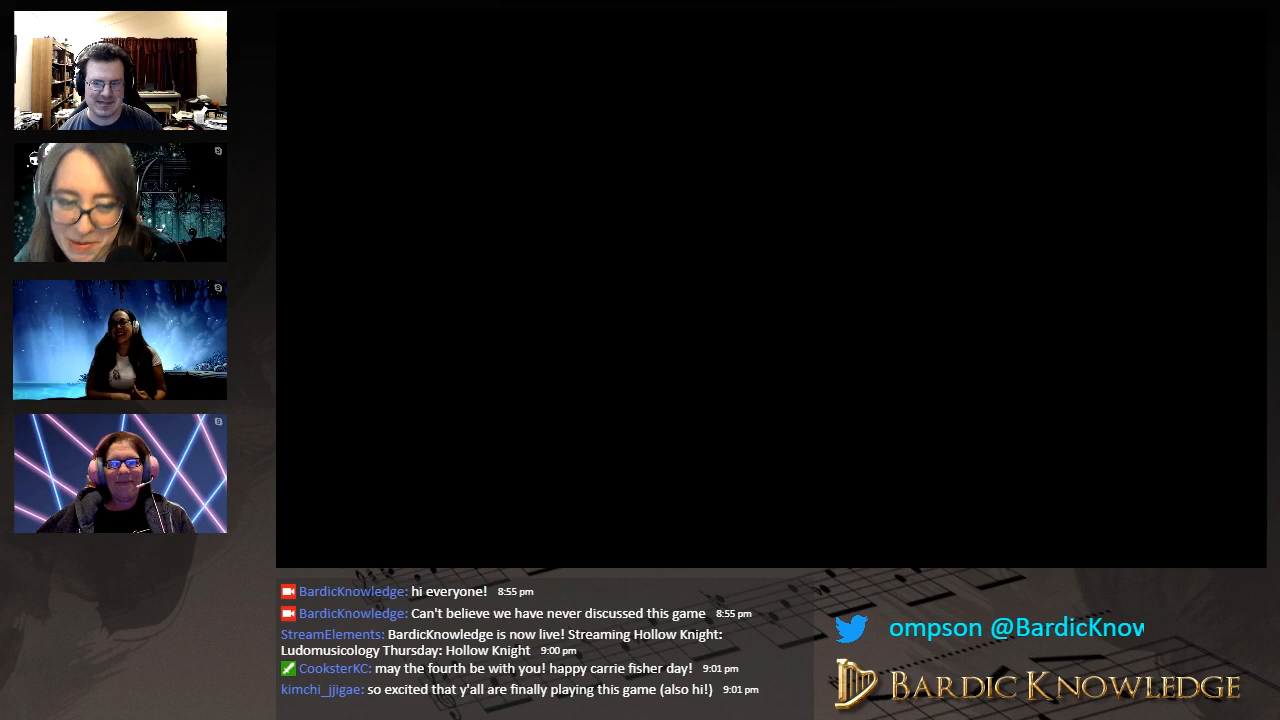 BardicKnowledge: hi everyone! 8:55 pm
BardicKnowledge: Can't believe we have never discussed this game 8:55 pm
StreamElements: BardicKnowledge is now live! Streaming Hollow Knight:
Ludomusicology Thursday: Hollow Knight 9:00 pm
CooksterKC: may the fourth be with you! happy carrie fisher day! 9:01 pm
kimchi_jjigae: so excited that y'all are finally playing this game (also hi!) 9:01 pm
ompson @BardicKnow
BARDIC KNOWLEDGE